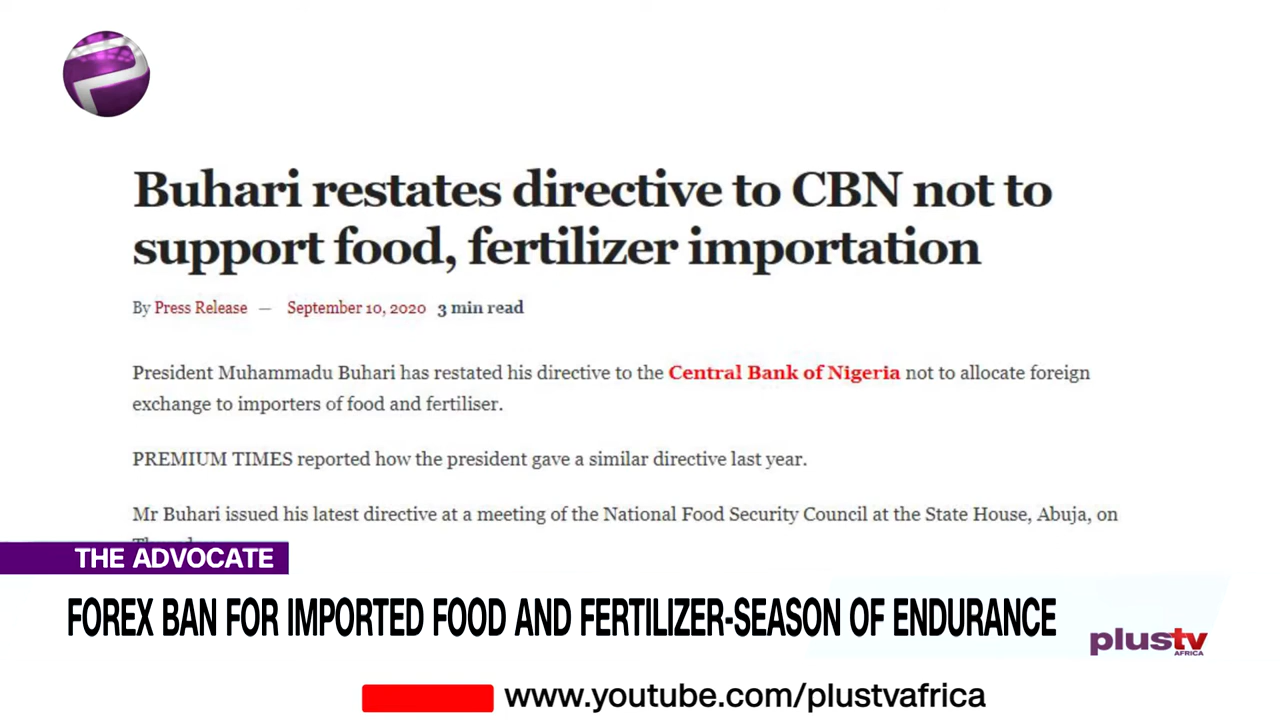 Buhari restates directive to CBN not to
support food, fertilizer importation
By Press Release — September 10, 2020 3 min read
President Muhammadu Buhari has restated his directive to the Central Bank of Nigeria not to allocate foreign
exchange to importers of food and fertiliser.
PREMIUM TIMES reported how the president gave a similar directive last year.
Mr Buhari issued his latest directive at a meeting of the National Food Security Council at the State House, Abuja, on
THE ADVOCATE
FOREX BAN FOR IMPORTED FOOD AND FERTILIZER-SEASON OF ENDURANCE
plustv
AFRICA
www.youtube.com/plustvafrica